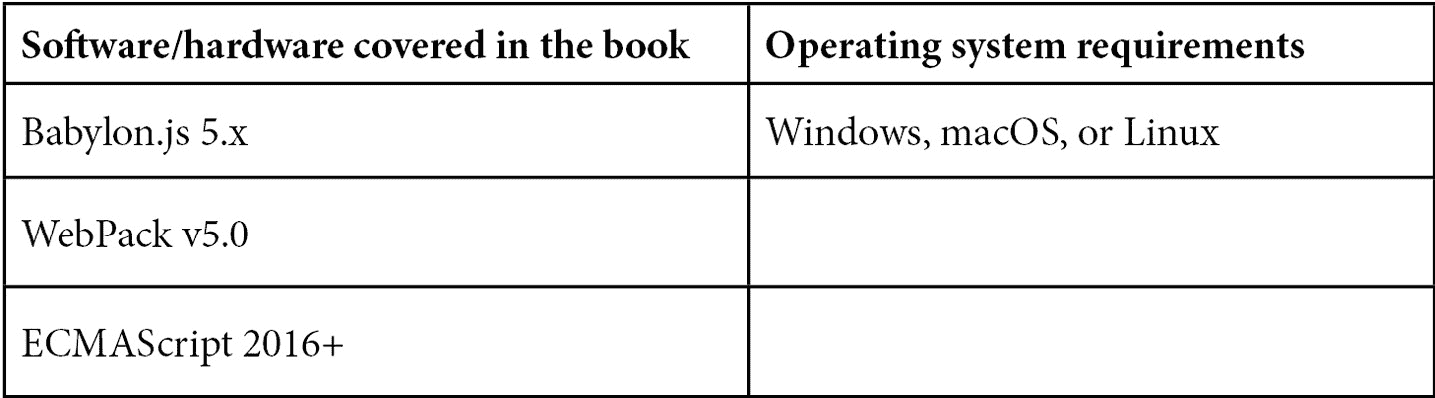 Software/hardware covered in the book Operating system requirements
Babylon.js 5.x Windows, macOS, or Linux
WebPack v5.0
ECMAScript 2016+